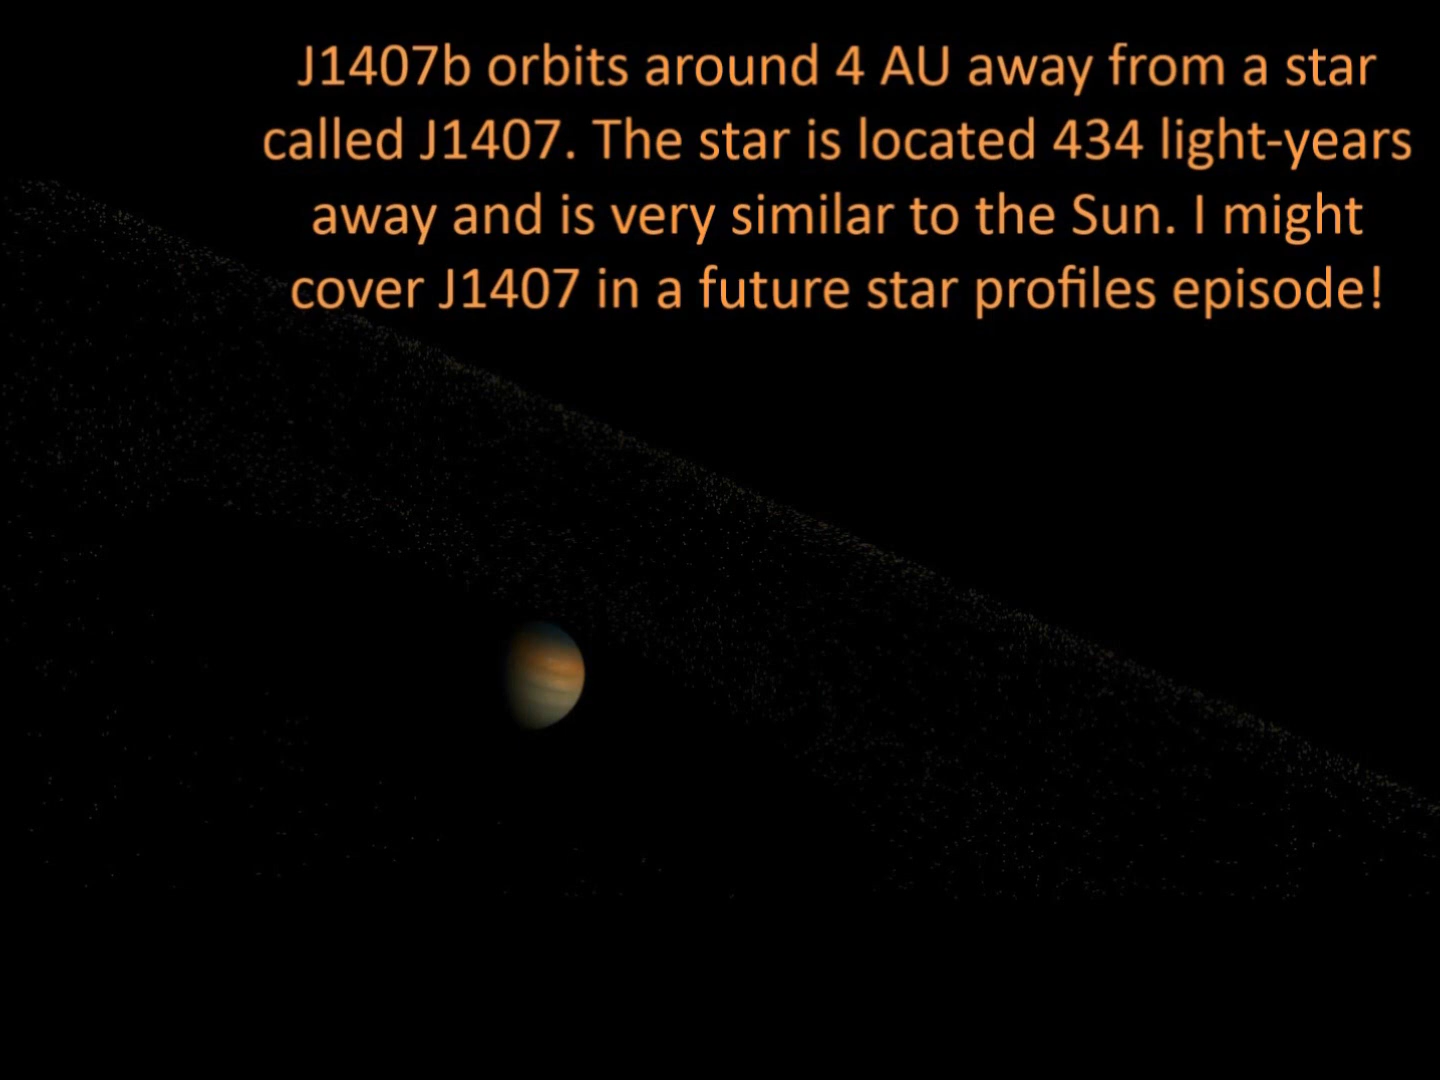 J1407b orbits around 4 AU away from a star
called J1407. The star is located 434 light-years
away and is very similar to the Sun. I might
cover J1407 in a future star profiles episode!